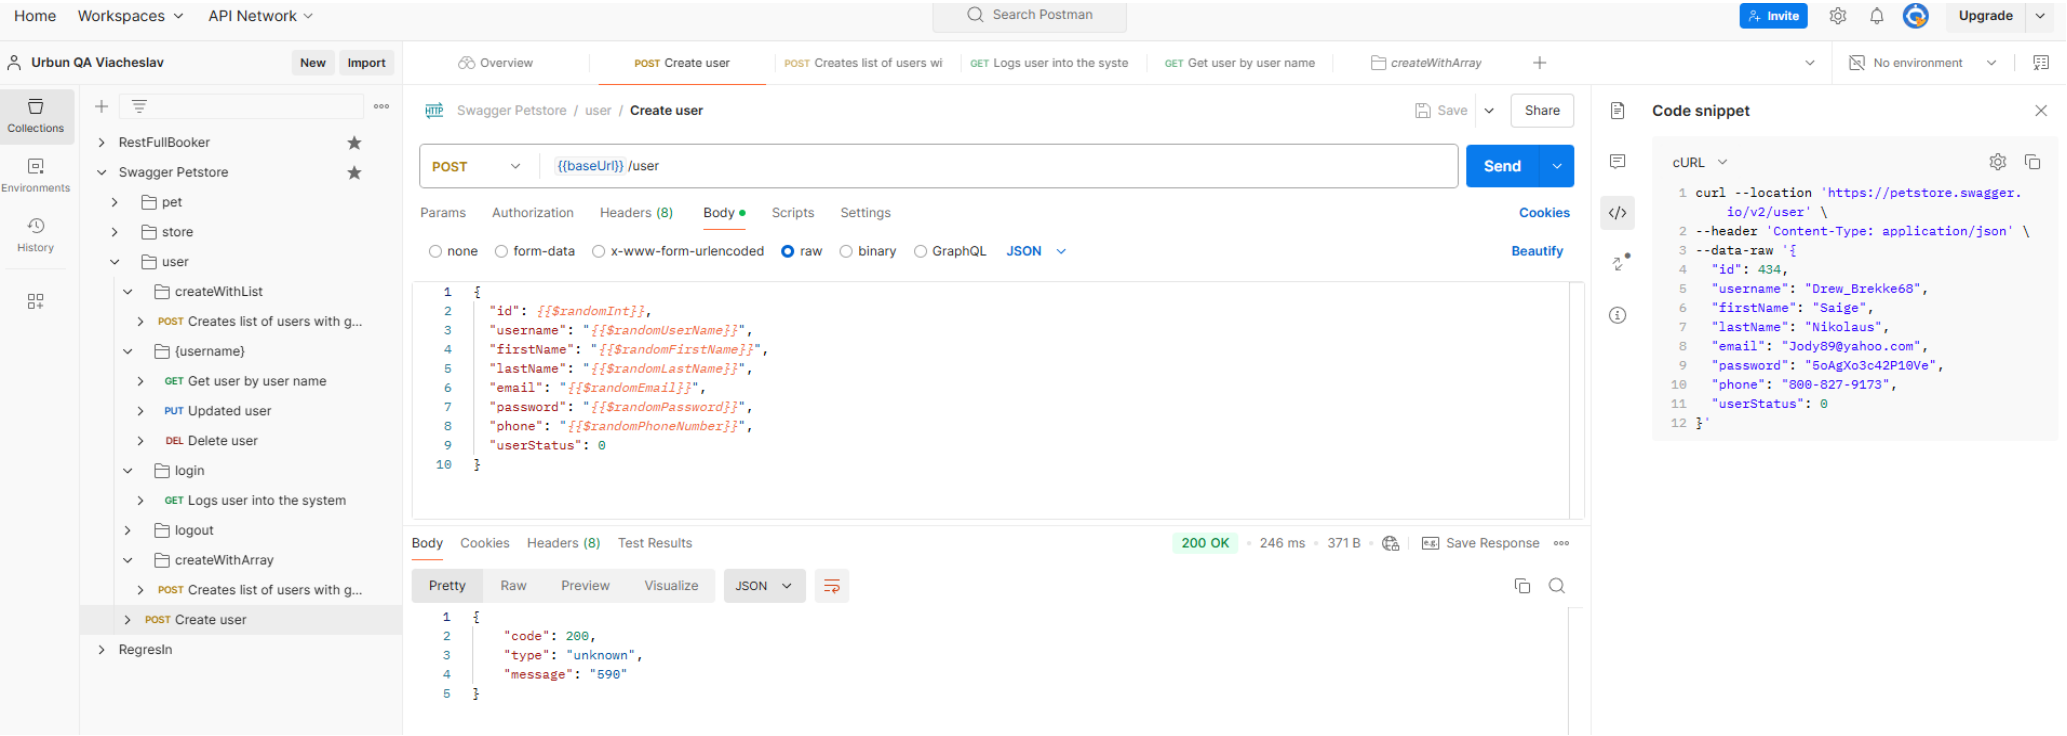 Home Workspaces API Network
Search Postman
Invite
Upgrade
Urbun QA Viacheslav
New Import
Overview
POST Create user
POST Creates list of users wi
GET Logs user into the syste
GET Get user by user name
createWithArray
No environment
Collections
Environments
History
RestFullBooker
Swagger Petstore
pet
store
user
createWithList
POST Creates list of users with g...
{username}
GET Get user by user name
PUT Updated user
DEL Delete user
login
GET Logs user into the system
logout
createWithArray
POST Creates list of users with g...
POST Create user
RegresIn
HTTP Swagger Petstore / user / Create user
Save Share
POST {{baseUrl}} /user
Send
Params Authorization Headers (8) Body Scripts Settings
Cookies
none form-data x-www-form-urlencoded raw binary GraphQL JSON
Beautify
1 {
2 "id": {{$randomInt}},
3 "username": "{{$randomUserName}}",
4 "firstName": "{{$randomFirstName}}",
5 "lastName": "{{$randomLastName}}",
6 "email": "{{$randomEmail}}",
7 "password": "{{$randomPassword}}",
8 "phone": "{{$randomPhoneNumber}}",
9 "userStatus": 0
10 }
Body Cookies Headers (8) Test Results
200 OK 246 ms 371 B
e.g. Save Response
Pretty Raw Preview Visualize JSON
1 {
2 "code": 200,
3 "type": "unknown",
4 "message": "590"
5 }
Code snippet
cURL
1 curl --location 'https://petstore.swagger.
io/v2/user' \
2 --header 'Content-Type: application/json' \
3 --data-raw '{
4 "id": 434,
5 "username": "Drew_Brekke68",
6 "firstName": "Saige",
7 "lastName": "Nikolaus",
8 "email": "Jody89@yahoo.com",
9 "password": "5oAgXo3c42P10Ve",
10 "phone": "800-827-9173",
11 "userStatus": 0
12 }'